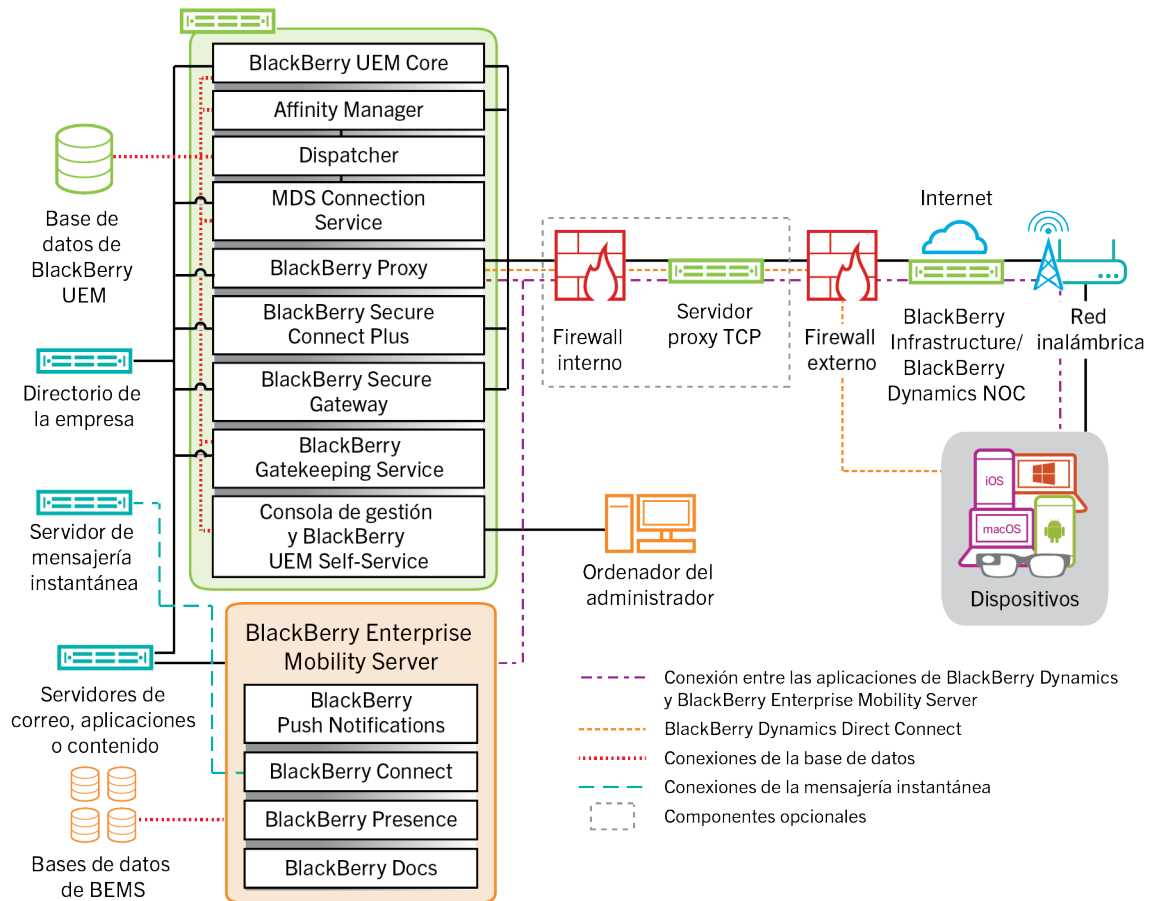 BlackBerry UEM Core
Affinity Manager
Dispatcher
MDS Connection
Service
BlackBerry Proxy
BlackBerry Secure
Connect Plus
BlackBerry Secure
Gateway
BlackBerry
Gatekeeping Service
Consola de gestión
y BlackBerry
UEM Self-Service
Base de
datos de
BlackBerry
UEM
Directorio de
la empresa
Servidor de
mensajería
instantánea
Servidores de
correo, aplicaciones
o contenido
Bases de datos
de BEMS
BlackBerry Enterprise
Mobility Server
BlackBerry
Push Notifications
BlackBerry Connect
BlackBerry Presence
BlackBerry Docs
Firewall
interno
Servidor
proxy TCP
Firewall
externo
Internet
BlackBerry
Infrastructure/
BlackBerry
Dynamics NOC
Red
inalámbrica
iOS
macOS
Dispositivos
Ordenador del
administrador
Conexión entre las aplicaciones de BlackBerry Dynamics
y BlackBerry Enterprise Mobility Server
BlackBerry Dynamics Direct Connect
Conexiones de la base de datos
Conexiones de la mensajería instantánea
Componentes opcionales